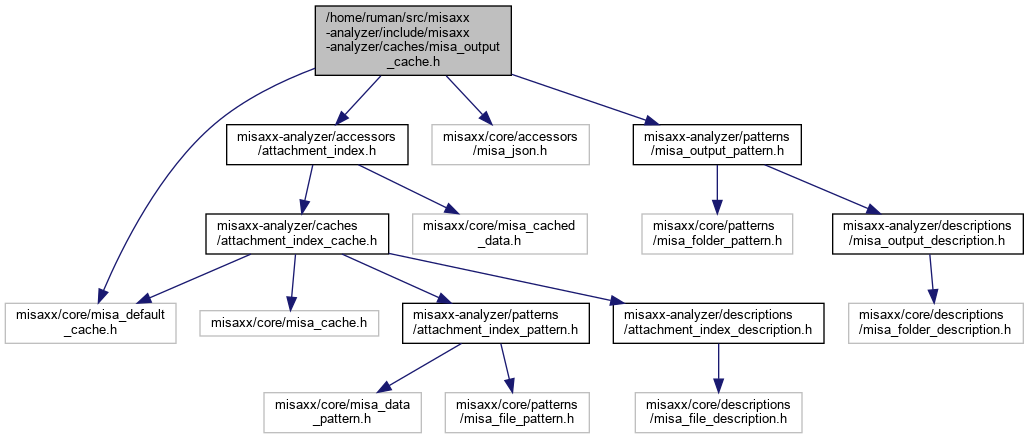 /home/ruman/src/misaxx
-analyzer/include/misaxx
-analyzer/caches/misa_output
_cache.h
misaxx-analyzer/accessors
/attachment_index.h
misaxx/core/accessors
/misa_json.h
misaxx-analyzer/patterns
/misa_output_pattern.h
misaxx-analyzer/caches
/attachment_index_cache.h
misaxx/core/misa_cached
_data.h
misaxx/core/patterns
/misa_folder_pattern.h
misaxx-analyzer/descriptions
/misa_output_description.h
misaxx/core/misa_default
_cache.h
misaxx/core/misa_cache.h
misaxx-analyzer/patterns
/attachment_index_pattern.h
misaxx-analyzer/descriptions
/attachment_index_description.h
misaxx/core/descriptions
/misa_folder_description.h
misaxx/core/misa_data
_pattern.h
misaxx/core/patterns
/misa_file_pattern.h
misaxx/core/descriptions
/misa_file_description.h